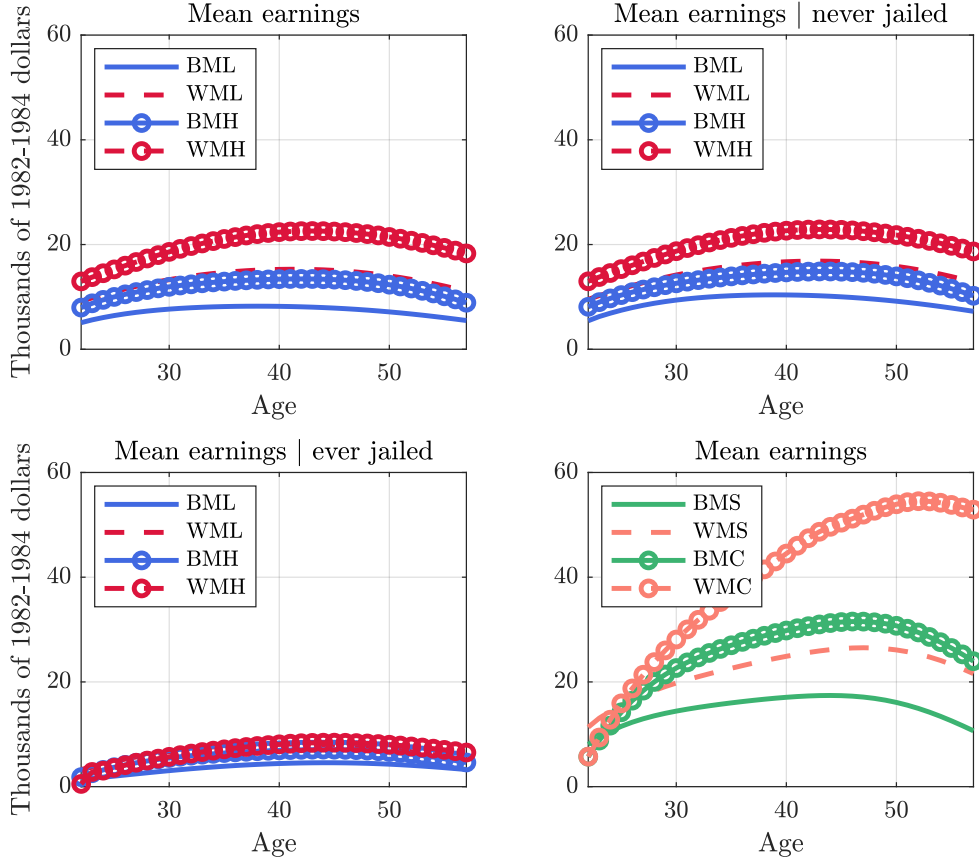 Mean earnings
Thousands of 1982-1984 dollars
60
40
20
0
30
40
50
Age
BML
WML
BMH
WMH
Mean earnings | never jailed
60
40
20
0
30
40
50
Age
BML
WML
BMH
WMH
Mean earnings | ever jailed
Thousands of 1982-1984 dollars
60
40
20
0
30
40
50
Age
BML
WML
BMH
WMH
Mean earnings
60
40
20
0
30
40
50
Age
BMS
WMS
BMC
WMC